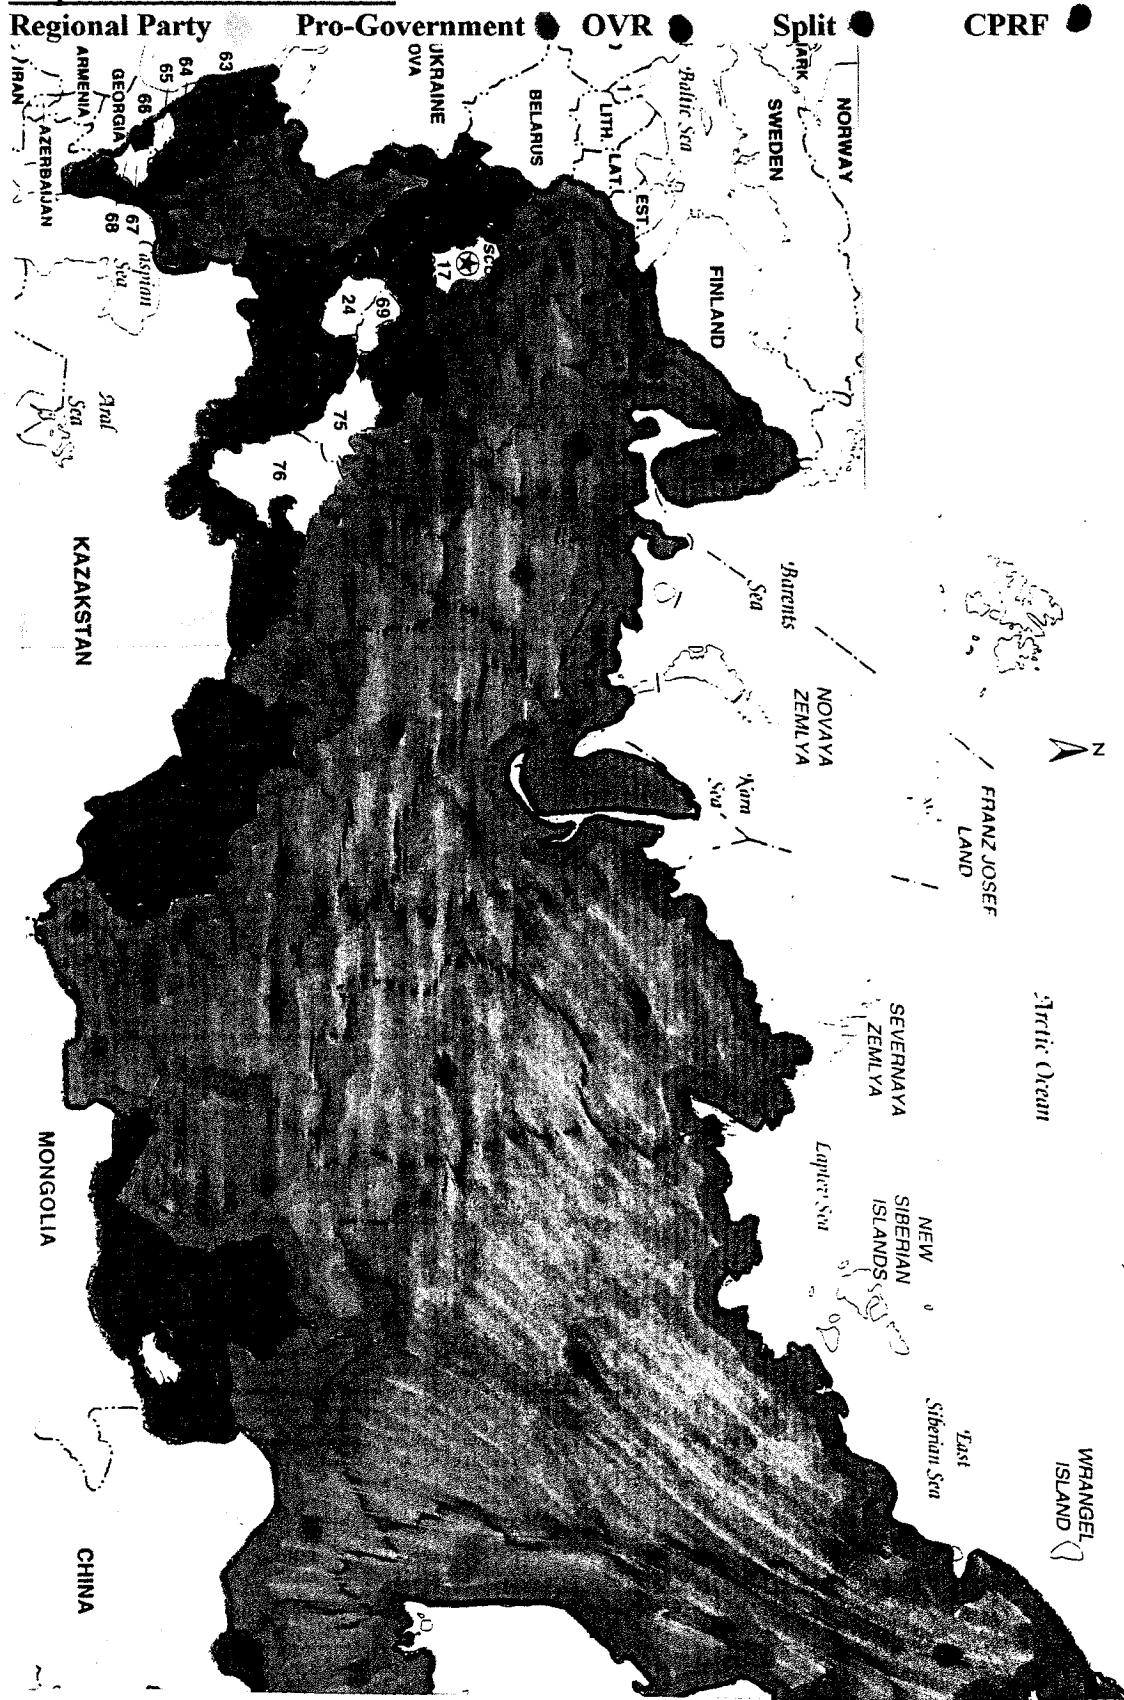 Regional Party Pro-Government OVR Split CPRF
NORWAY
SWEDEN
ARK
Baltic Sea
FINLAND
EST.
LAT.
LITH.
BELARUS
UKRAINE
OVA
GEORGIA
ARMENIA
AZERBAIJAN
IRAN
63
64
65
66
67
68
Caspian
Sea
Aral
Sea
17
24
69
75
76
KAZAKSTAN
Barents
Sea
NOVAYA
ZEMLYA
Kara
Sea
FRANZ JOSEF
LAND
N
Arctic Ocean
SEVERNAYA
ZEMLYA
Laptev Sea
NEW
SIBERIAN
ISLANDS
East
Siberian Sea
WRANGEL
ISLAND
MONGOLIA
CHINA